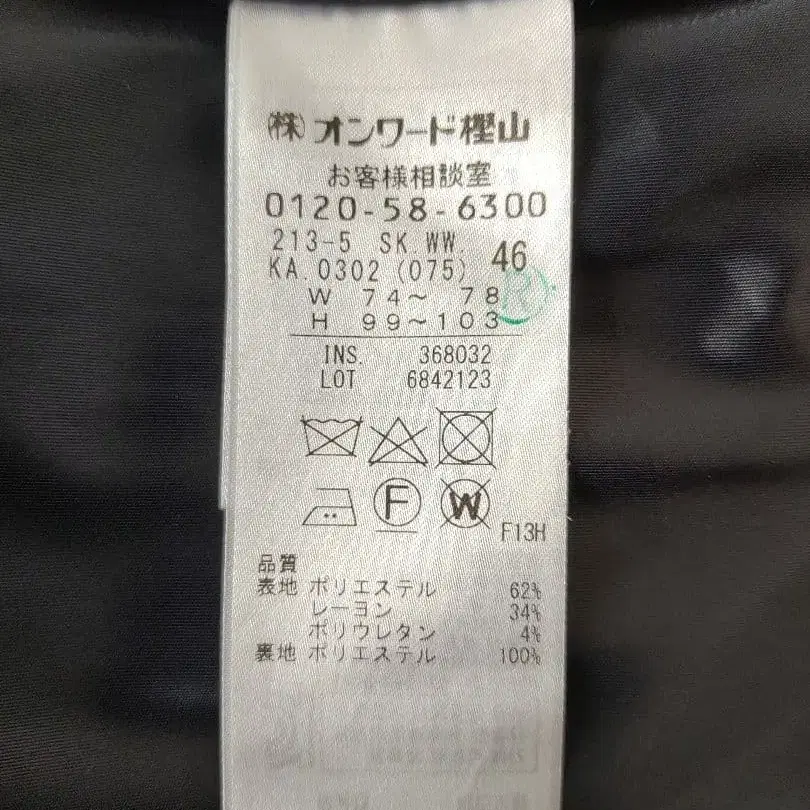 ㈱オンワード樫山
お客様相談室
0120-58-6300
213-5 SK.WW. 46
KA.0302 (075)
W 74～ 78
H 99～103
INS. 368032
LOT 6842123
F W
F13H
品質
表地 ポリエステル 62%
レーヨン 34%
ポリウレタン 4%
裏地 ポリエステル 100%